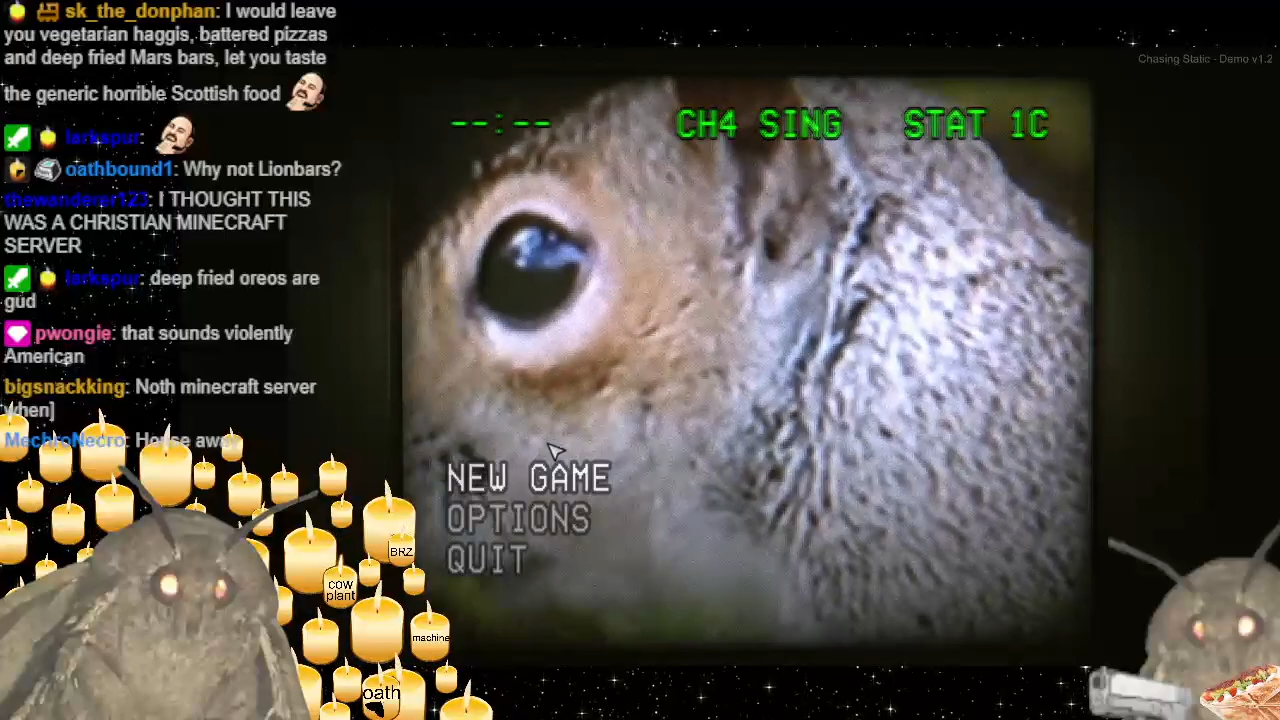 sk_the_donphan: I would leave
you vegetarian haggis, battered pizzas
and deep fried Mars bars, let you taste
the generic horrible Scottish food
larkspur:
oathbound1: Why not Lionbars?
thewanderer123: I THOUGHT THIS
WAS A CHRISTIAN MINECRAFT
SERVER
larkspur: deep fried oreos are
gud
pwongie: that sounds violently
American
bigsnackking: Noth minecraft server
when]
MechroNecro: Horse away
Chasing Static - Demo v1.2
--:--
CH4 SING
STAT 1C
NEW GAME
OPTIONS
QUIT
BRZ
cow
plant
machine
oath